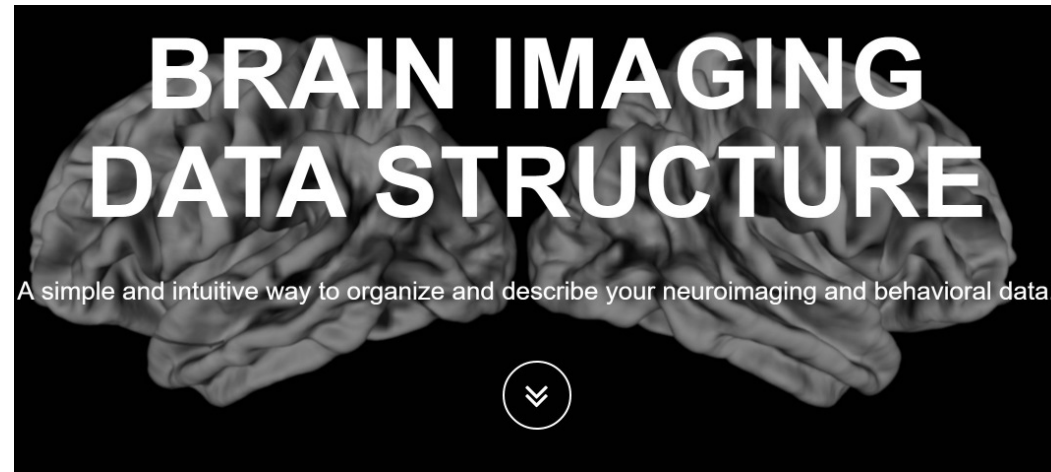 BRAIN IMAGING
DATA STRUCTURE
A simple and intuitive way to organize and describe your neuroimaging and behavioral data